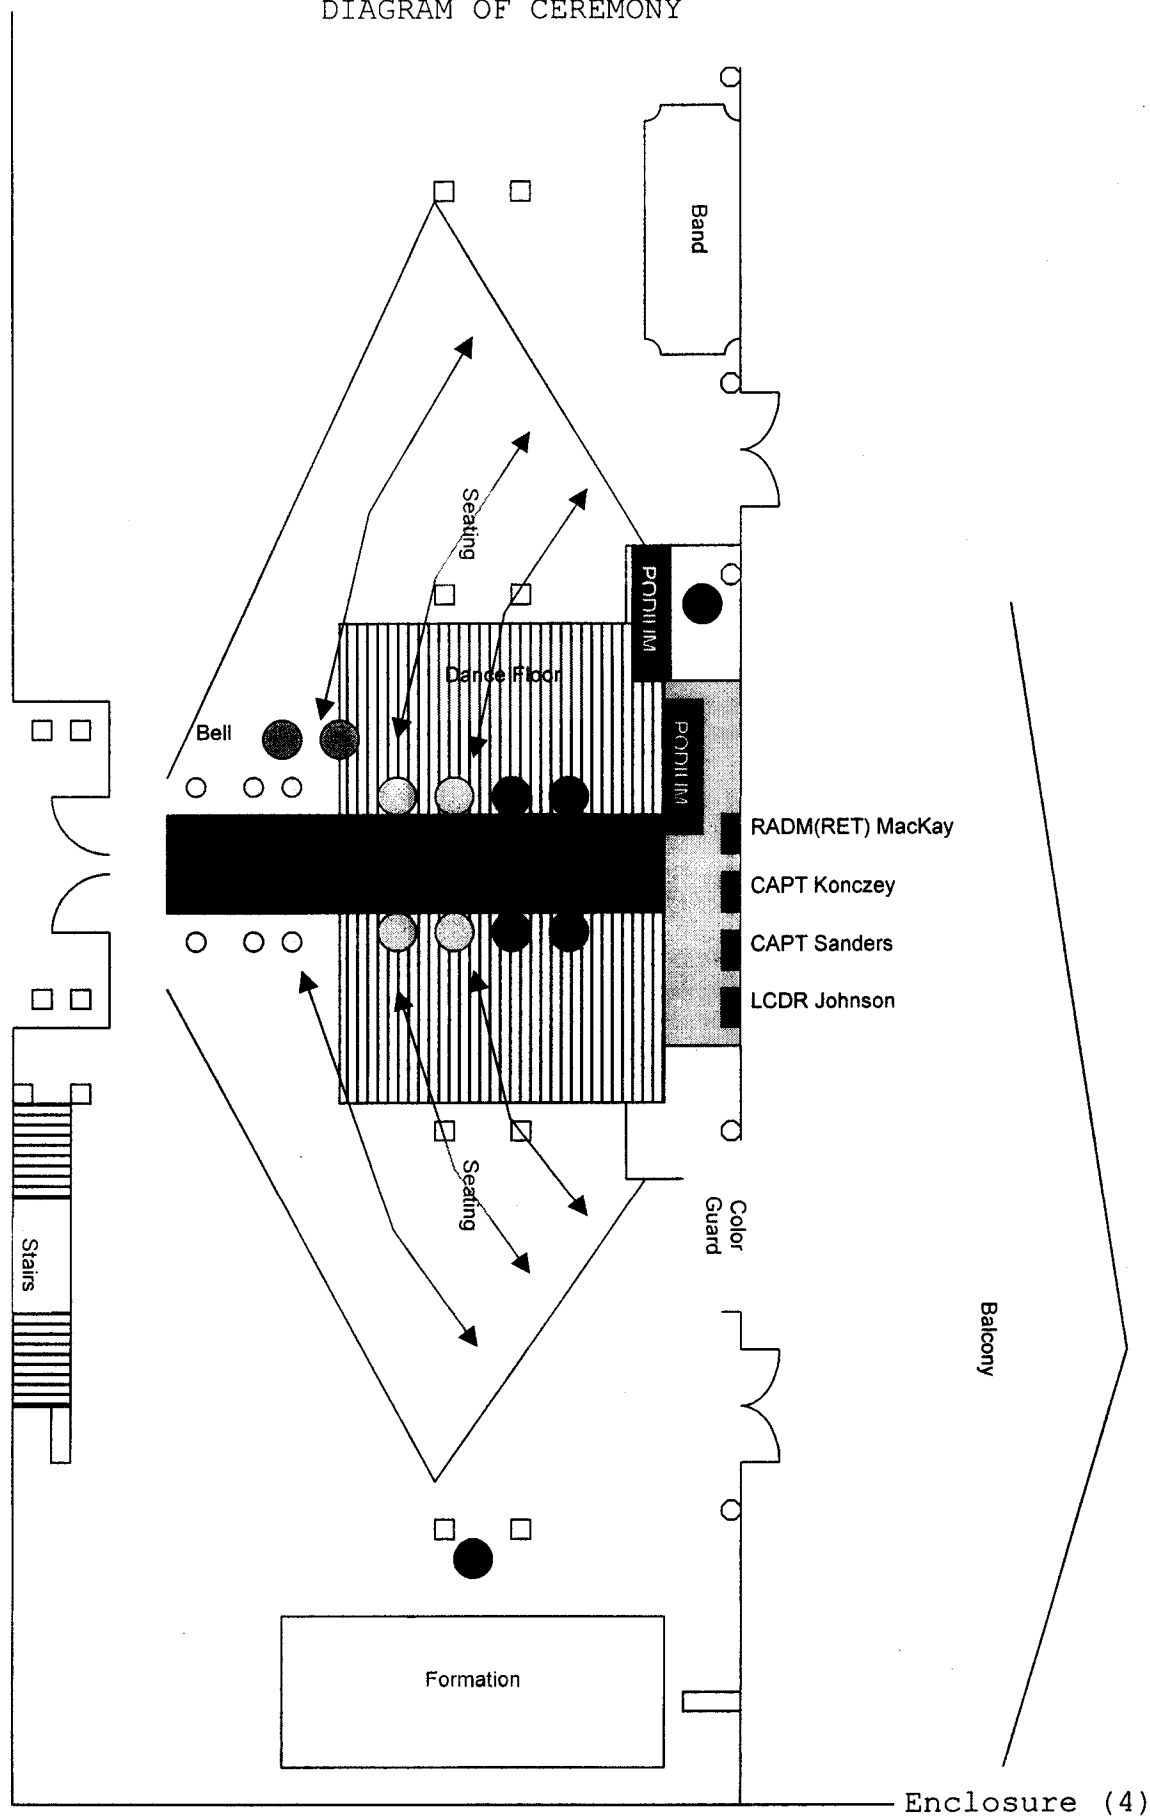 DIAGRAM OF CEREMONY
Band
Seating
PODIUM
Dance Floor
Bell
PODIUM
RADM(RET) MacKay
CAPT Konczey
CAPT Sanders
LCDR Johnson
Seating
Color
Guard
Stairs
Balcony
Formation
Enclosure (4)